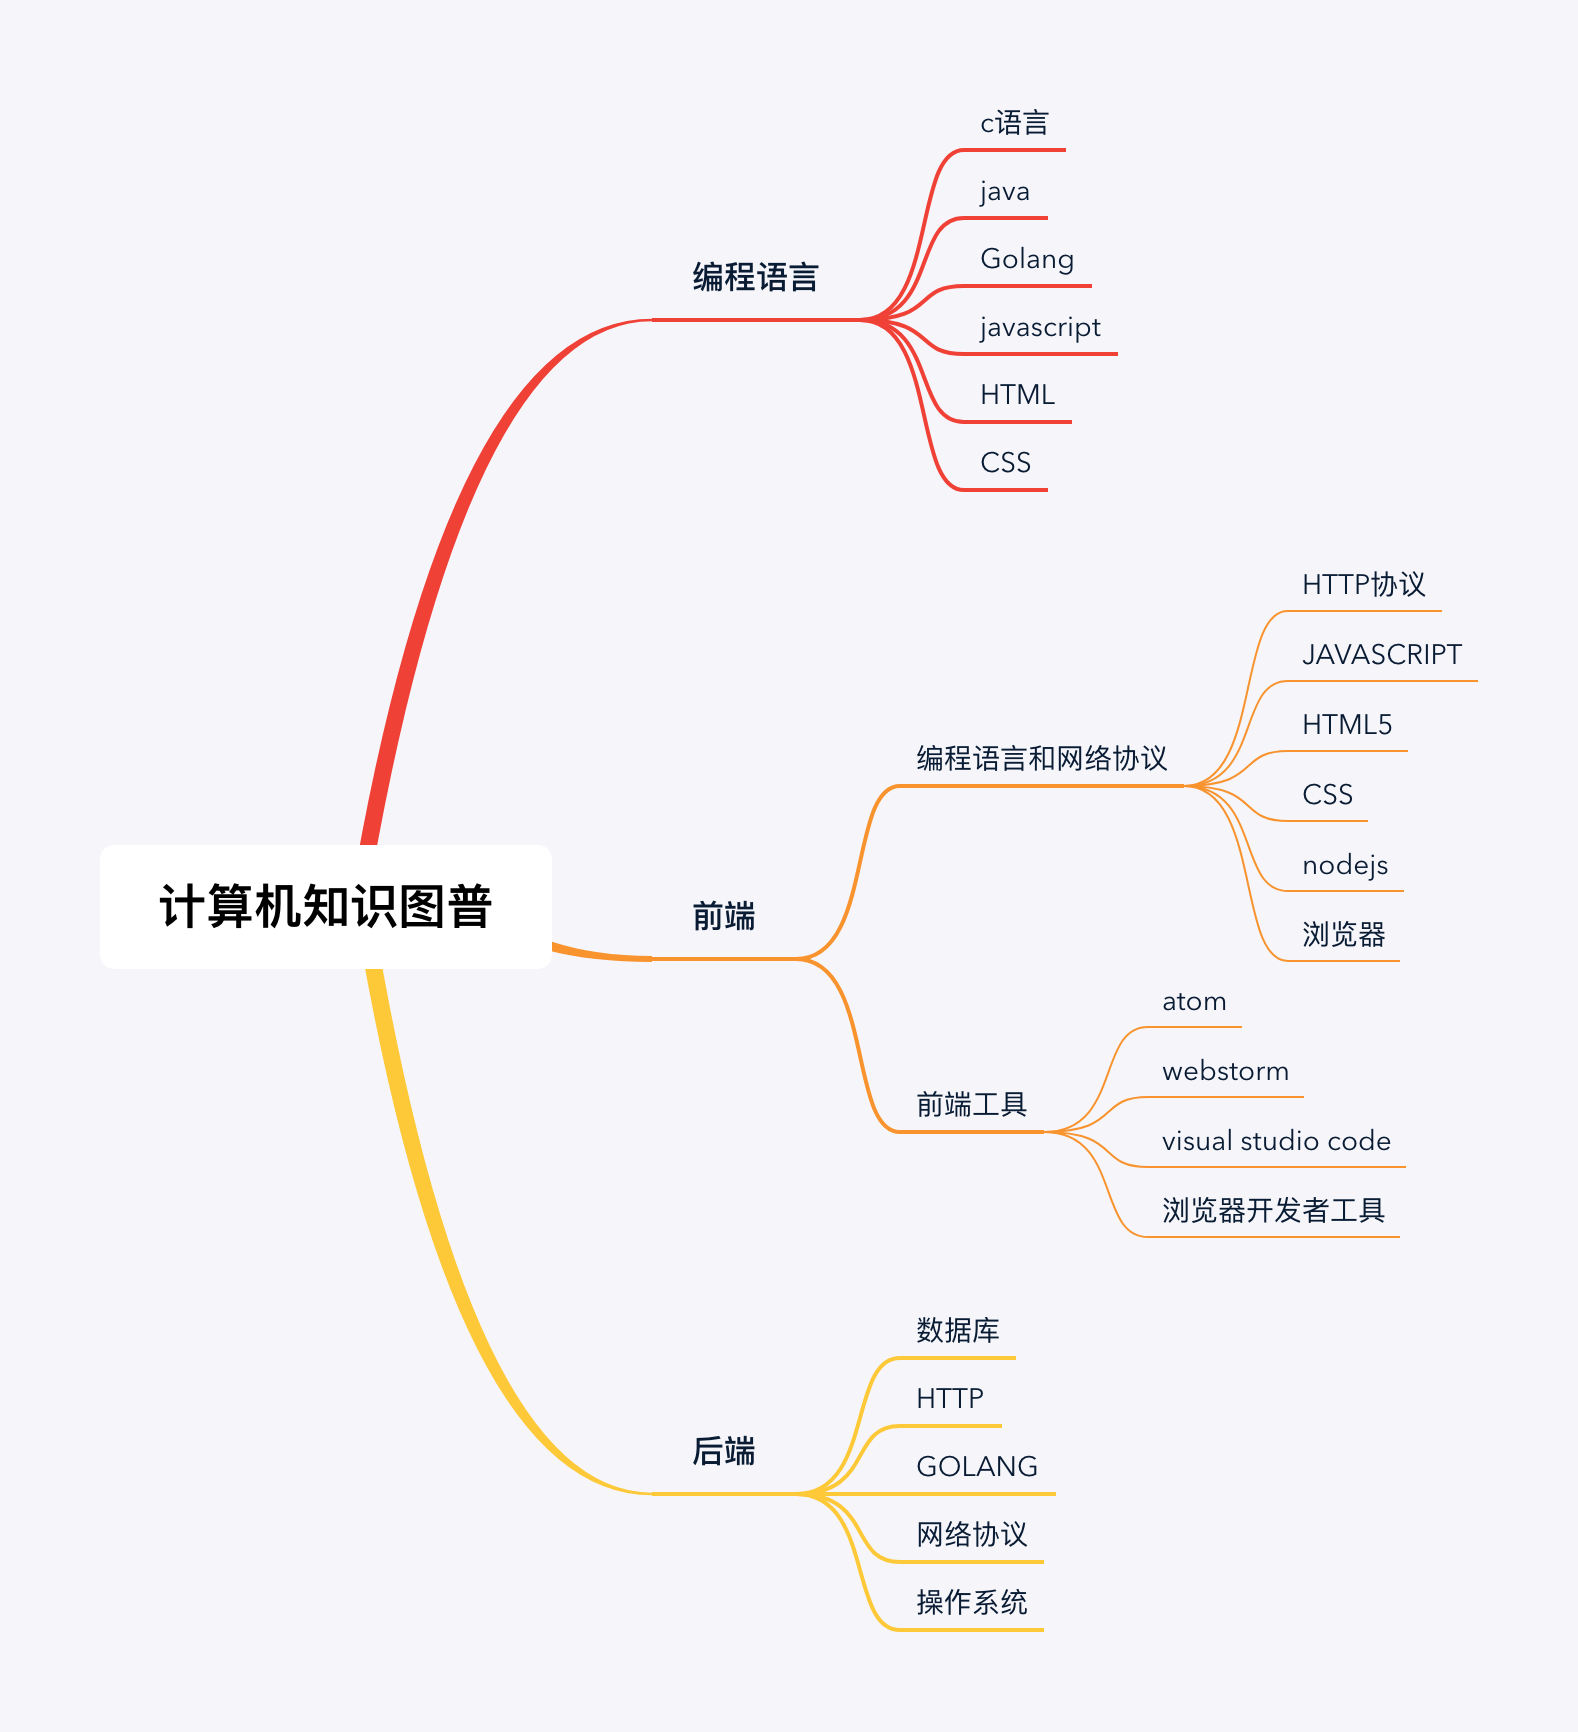 计算机知识图普
编程语言
c语言
java
Golang
javascript
HTML
CSS
前端
编程语言和网络协议
HTTP协议
JAVASCRIPT
HTML5
CSS
nodejs
浏览器
前端工具
atom
webstorm
visual studio code
浏览器开发者工具
后端
数据库
HTTP
GOLANG
网络协议
操作系统